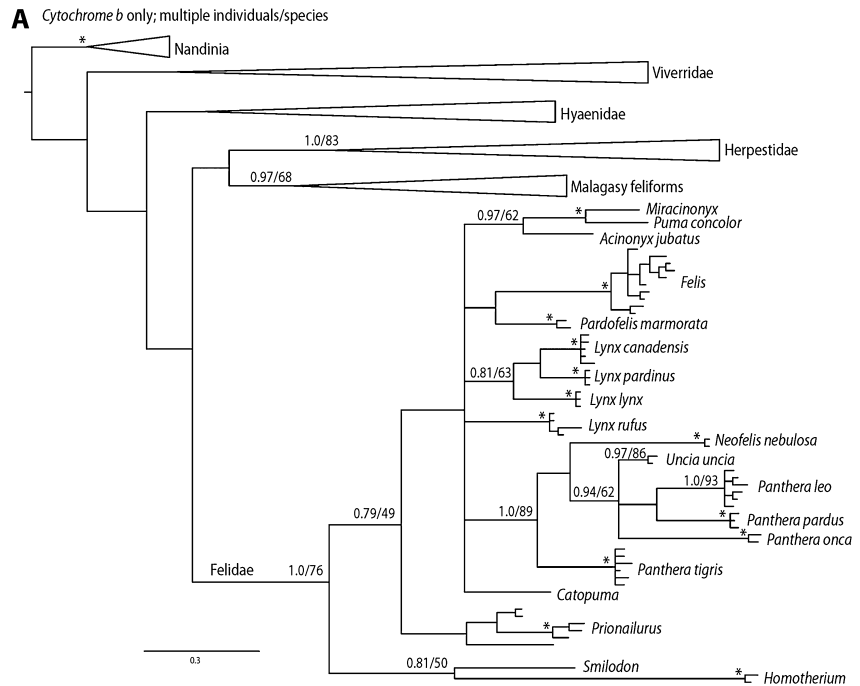 A Cytochrome b only; multiple individuals/species
*
Nandinia
Viverridae
Hyaenidae
1.0/83
Herpestidae
0.97/68
Malagasy feliforms
0.97/62
*
Miracinonyx
Puma concolor
Acinonyx jubatus
*
Felis
*
Pardofelis marmorata
*
Lynx canadensis
0.81/63
*
Lynx pardinus
*
Lynx lynx
*
Lynx rufus
*
Neofelis nebulosa
0.97/86
Uncia uncia
1.0/93
Panthera leo
0.94/62
1.0/89
0.79/49
*
Panthera pardus
*
Panthera onca
Felidae
1.0/76
*
Panthera tigris
Catopuma
*
Prionailurus
0.3
0.81/50
Smilodon
*
Homotherium